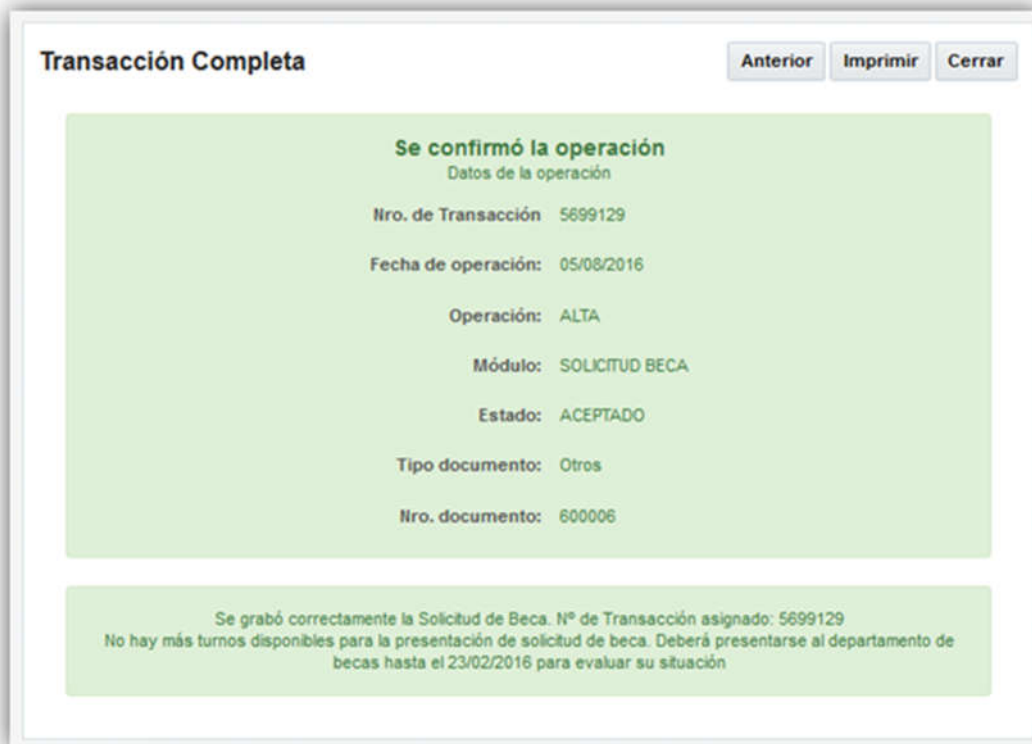 Transacción Completa
Anterior Imprimir Cerrar
Se confirmó la operación
Datos de la operación
Nro. de Transacción 5699129
Fecha de operación: 05/08/2016
Operación: ALTA
Módulo: SOLICITUD BECA
Estado: ACEPTADO
Tipo documento: Otros
Nro. documento: 600006
Se grabó correctamente la Solicitud de Beca. Nº de Transacción asignado: 5699129
No hay más turnos disponibles para la presentación de solicitud de beca. Deberá presentarse al departamento de
becas hasta el 23/02/2016 para evaluar su situación